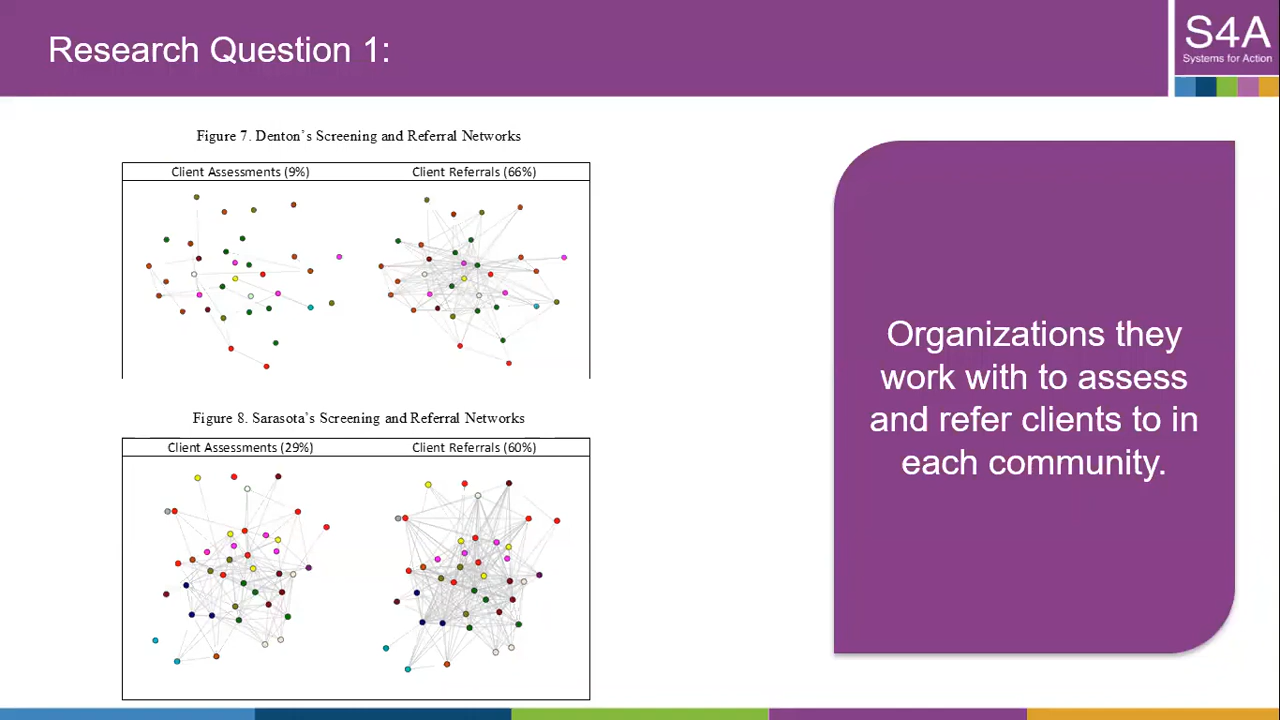 Research Question 1:
S4A
Systems for Action
Figure 7. Denton's Screening and Referral Networks
Client Assessments (9%)
Client Referrals (66%)
Figure 8. Sarasota's Screening and Referral Networks
Client Assessments (29%)
Client Referrals (60%)
Organizations they
work with to assess
and refer clients to in
each community.